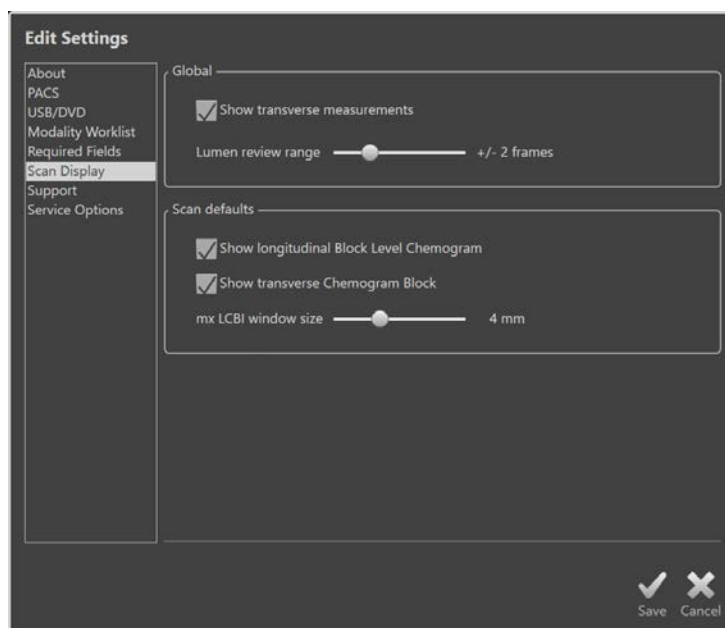 Edit Settings
About
PACS
USB/DVD
Modality Worklist
Required Fields
Scan Display
Support
Service Options
Global
Show transverse measurements
Lumen review range +/- 2 frames
Scan defaults
Show longitudinal Block Level Chemogram
Show transverse Chemogram Block
mx LCBI window size 4 mm
Save Cancel